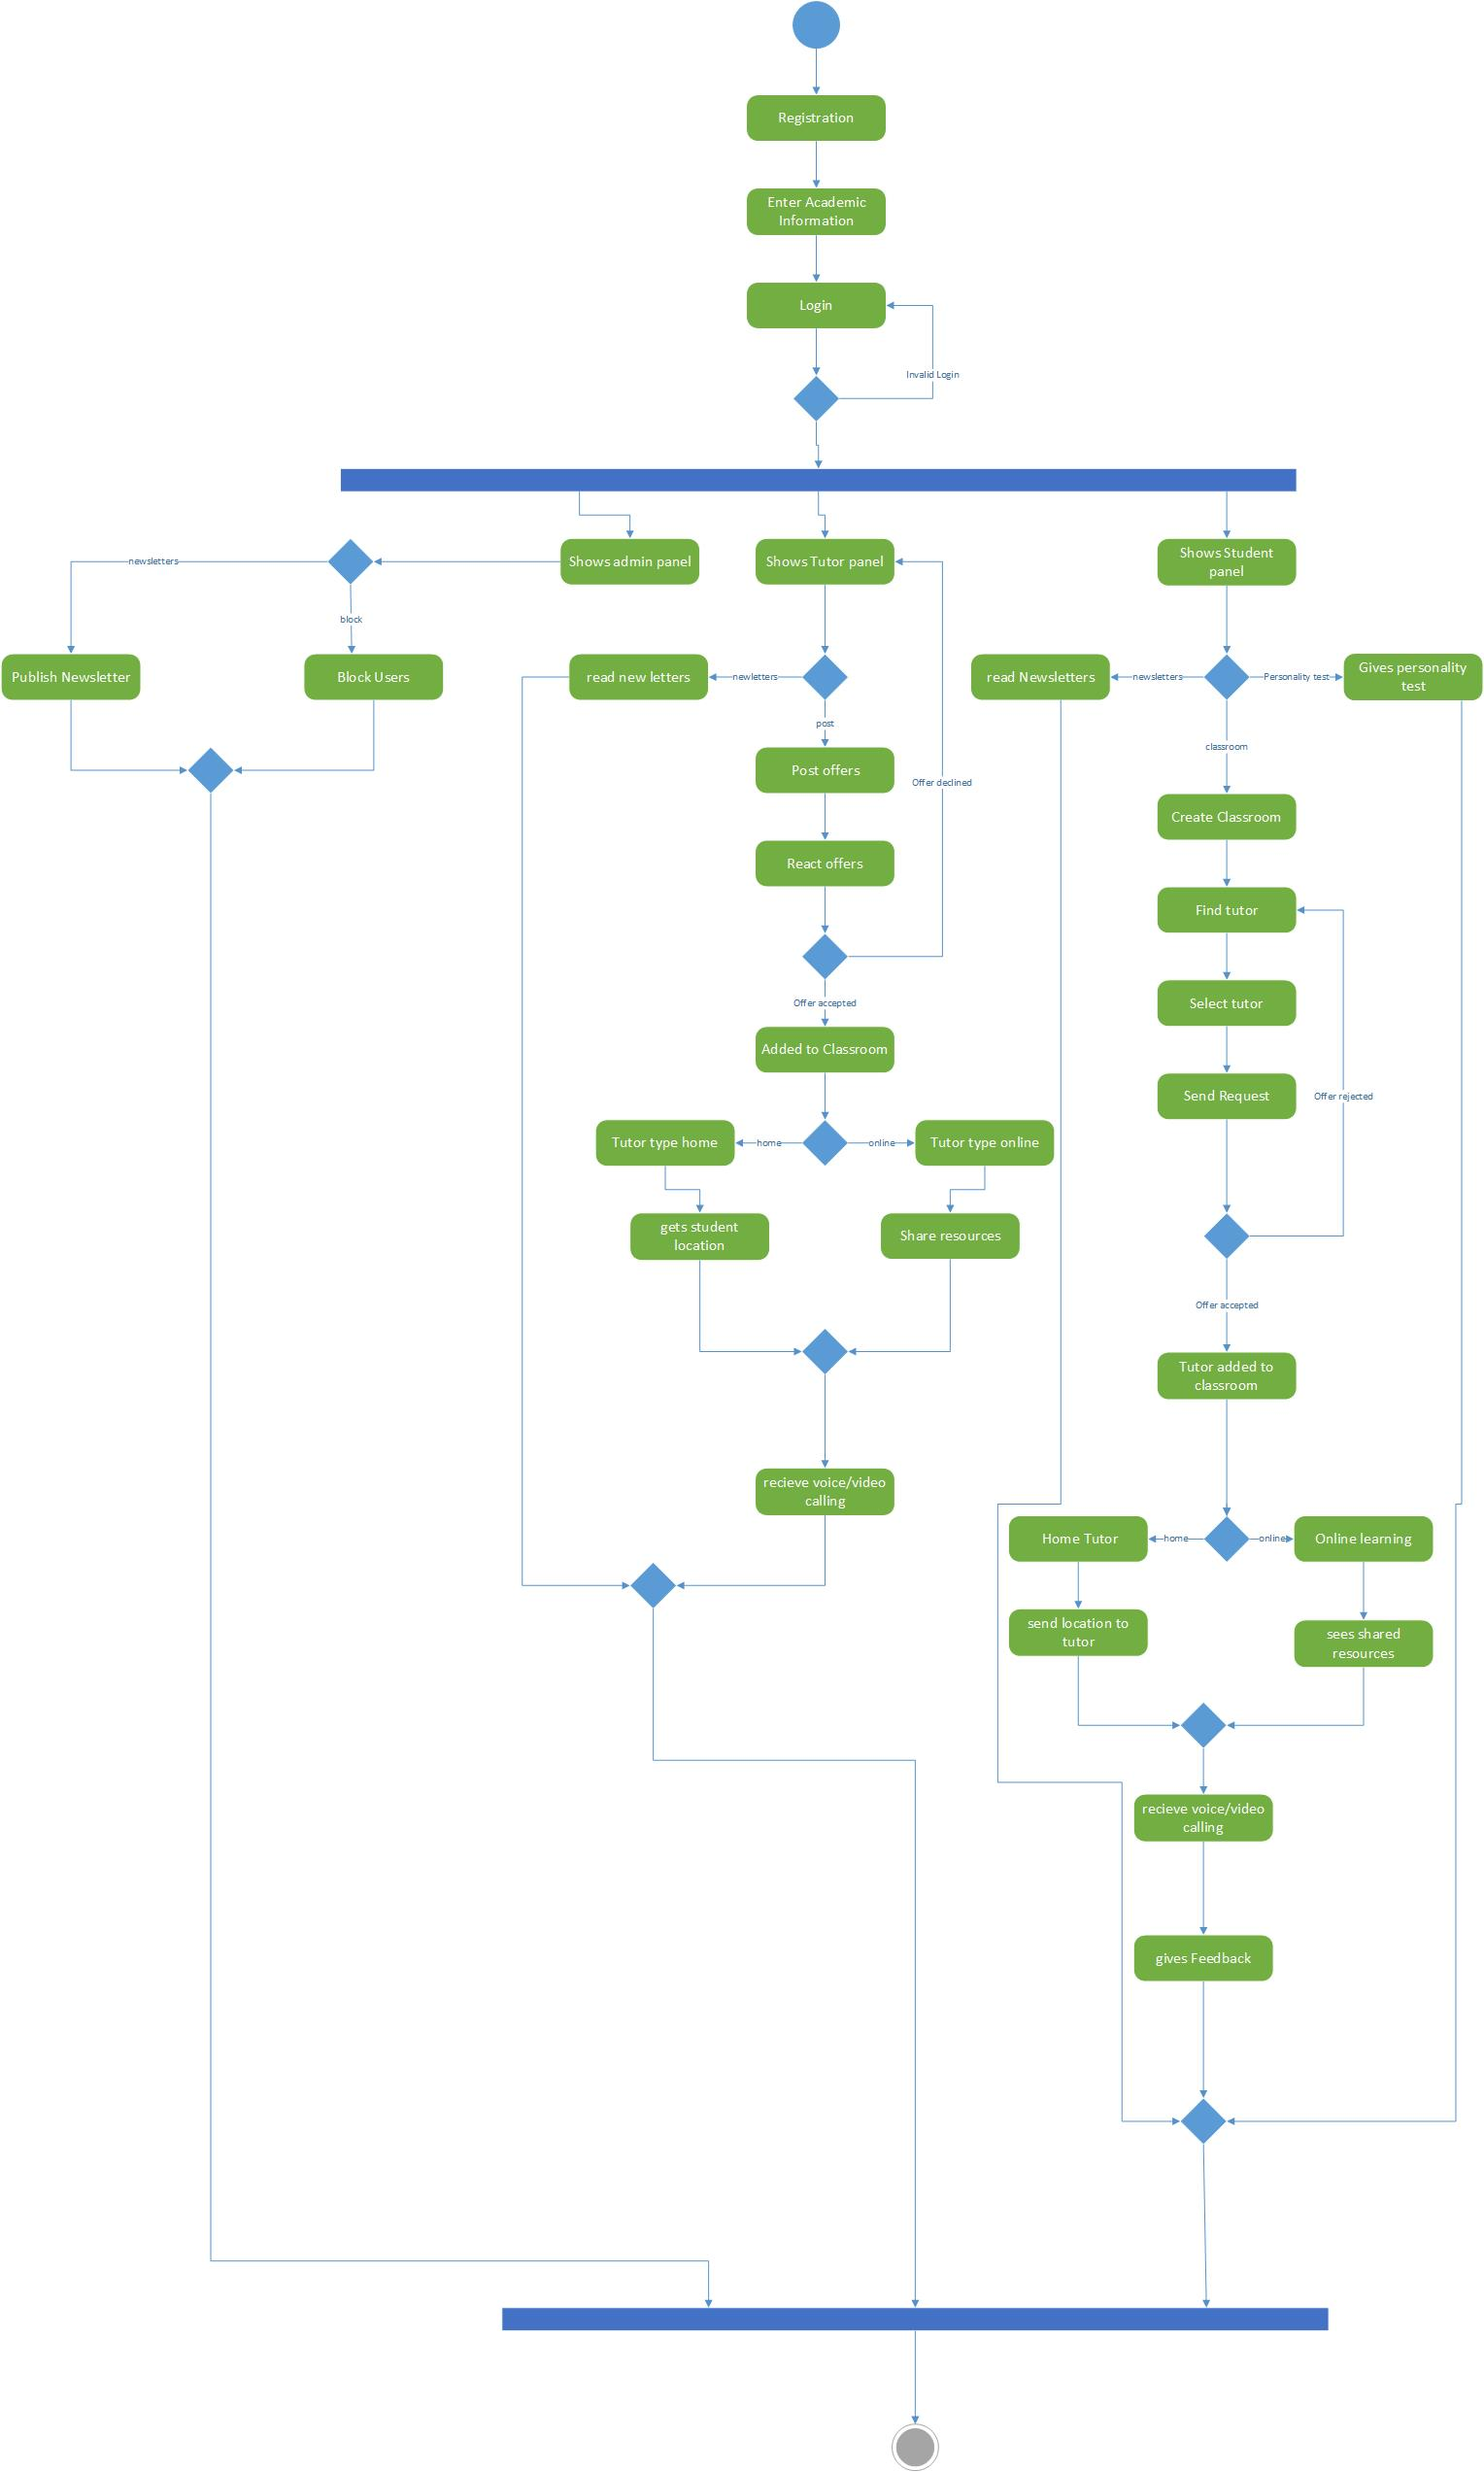 Registration
Enter Academic
Information
Login
Invalid Login
Shows admin panel
Shows Tutor panel
Shows Student
panel
newsletters
block
Publish Newsletter
Block Users
read new letters
newletters
post
Post offers
React offers
Offer declined
Offer accepted
Added to Classroom
Tutor type home
home
online
Tutor type online
gets student
location
Share resources
recieve voice/video
calling
read Newsletters
newsletters
Personality test
Gives personality
test
classroom
Create Classroom
Find tutor
Select tutor
Send Request
Offer rejected
Offer accepted
Tutor added to
classroom
Home Tutor
home
online
Online learning
send location to
tutor
sees shared
resources
recieve voice/video
calling
gives Feedback